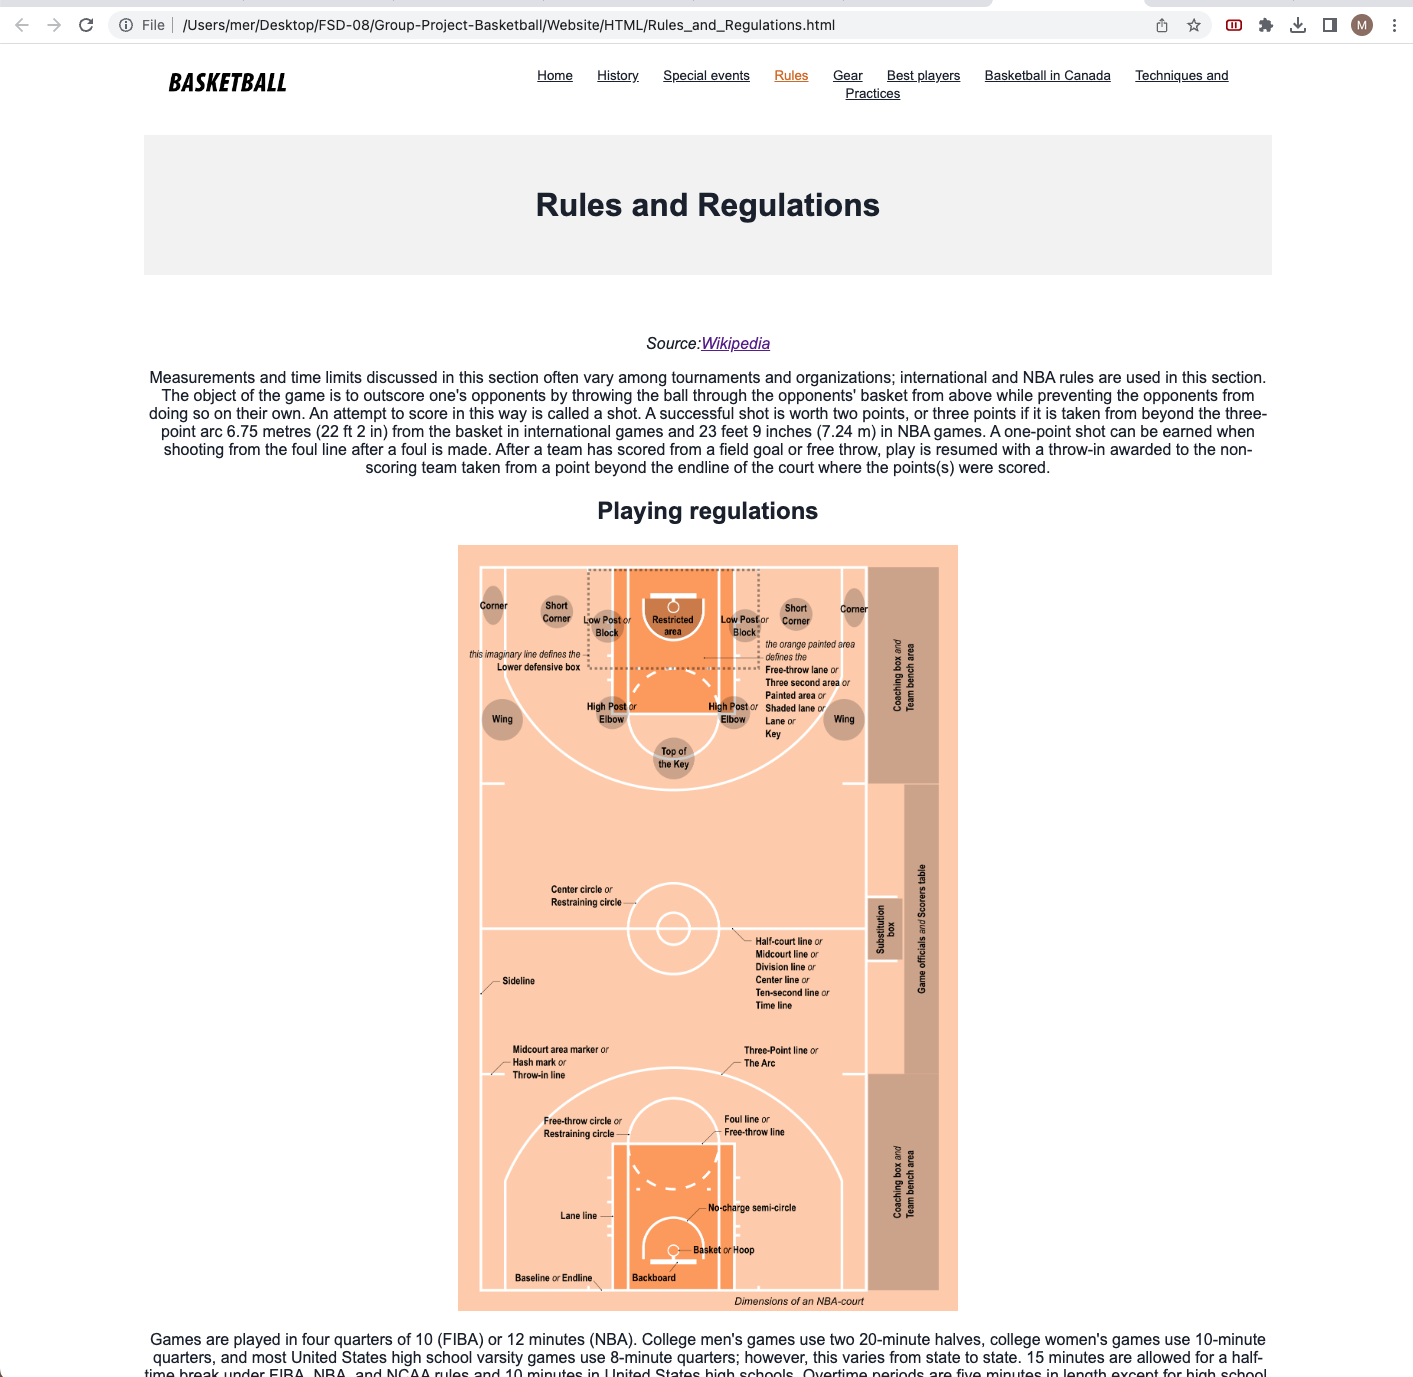 File
/Users/mer/Desktop/FSD-08/Group-Project-Basketball/Website/HTML/Rules_and_Regulations.html
M
BASKETBALL
Home History Special events Rules Gear Best players Basketball in Canada Techniques and
Practices
Rules and Regulations
Source:Wikipedia
Measurements and time limits discussed in this section often vary among tournaments and organizations; international and NBA rules are used in this section.
The object of the game is to outscore one's opponents by throwing the ball through the opponents' basket from above while preventing the opponents from
doing so on their own. An attempt to score in this way is called a shot. A successful shot is worth two points, or three points if it is taken from beyond the three-
point arc 6.75 metres (22 ft 2 in) from the basket in international games and 23 feet 9 inches (7.24 m) in NBA games. A one-point shot can be earned when
shooting from the foul line after a foul is made. After a team has scored from a field goal or free throw, play is resumed with a throw-in awarded to the non-
scoring team taken from a point beyond the endline of the court where the points(s) were scored.
Playing regulations
Corner
Short
Corner
Low Post or
Block
Restricted
area
Low Post or
Block
Short
Corner
Corner
this imaginary line defines the
Lower defensive box
the orange painted area
defines the
Free-throw lane or
Three second area or
Painted area or
Shaded lane or
Lane or
Key
Coaching box and
Team bench area
Wing
High Post or
Elbow
High Post or
Elbow
Wing
Top of
the Key
Center circle or
Restraining circle
Half-court line or
Midcourt line or
Division line or
Center line or
Ten-second line or
Time line
Substitution
box
Game officials and Scorers table
Sideline
Midcourt area marker or
Hash mark or
Throw-in line
Three-Point line or
The Arc
Free-throw circle or
Restraining circle
Foul line or
Free-throw line
Coaching box and
Team bench area
Lane line
No-charge semi-circle
Basket or Hoop
Baseline or Endline
Backboard
Dimensions of an NBA-court
Games are played in four quarters of 10 (FIBA) or 12 minutes (NBA). College men's games use two 20-minute halves, college women's games use 10-minute
quarters, and most United States high school varsity games use 8-minute quarters; however, this varies from state to state. 15 minutes are allowed for a half-
time break under FIBA, NBA, and NCAA rules and 10 minutes in United States high schools. Overtime periods are five minutes in length except for high school